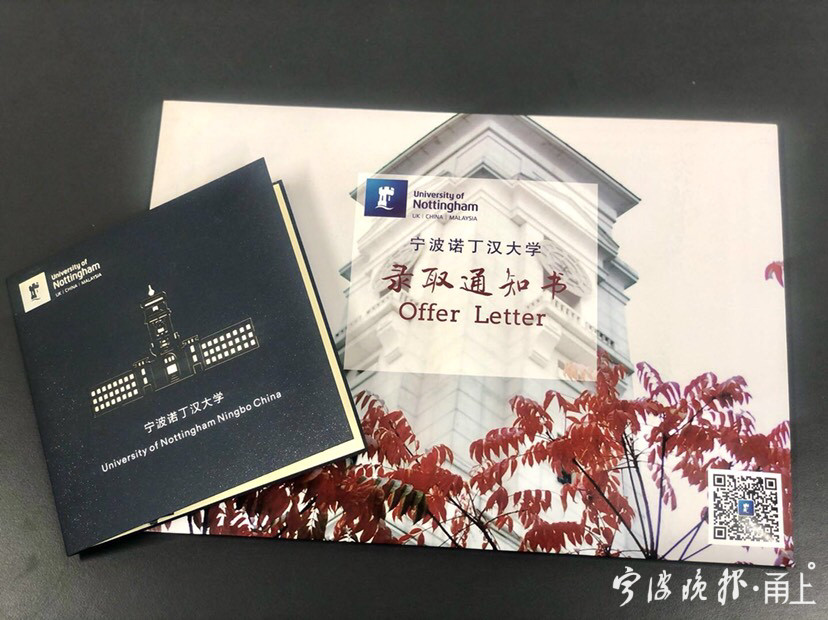 University of
Nottingham
UK | CHINA | MALAYSIA
宁波诺丁汉大学
录取通知书
Offer Letter
University of
Nottingham
UK | CHINA | MALAYSIA
宁波诺丁汉大学
University of Nottingham Ningbo China
宁波晚报·甬上